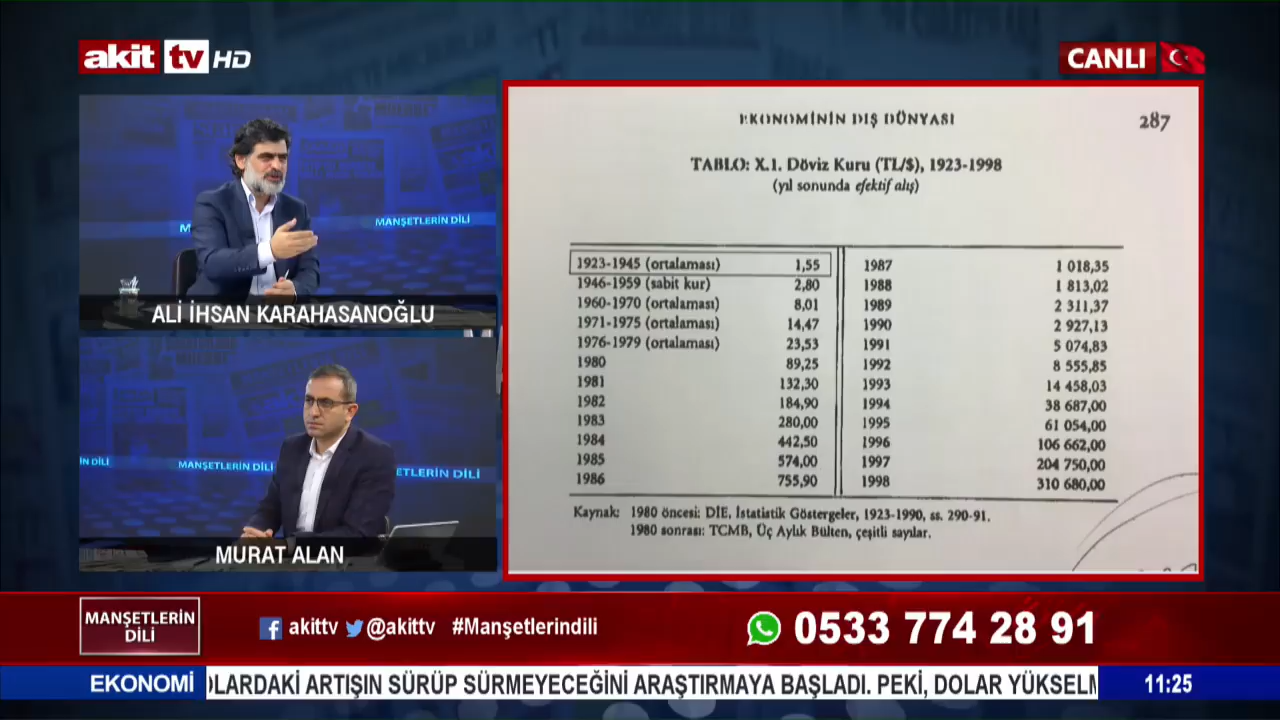 akit tv HD
CANLI
MANŞETLERİN DİLİ
ALİ İHSAN KARAHASANOĞLU
MANŞETLERİN DİLİ
MURAT ALAN
EKONOMİNİN DIŞ DÜNYASI 287
TABLO: X.1. Döviz Kuru (TL/$), 1923-1998
(yıl sonunda efektif alış)
1923-1945 (ortalaması) 1,55
1946-1959 (sabit kur) 2,80
1960-1970 (ortalaması) 8,01
1971-1975 (ortalaması) 14,47
1976-1979 (ortalaması) 23,53
1980 89,25
1981 132,30
1982 184,90
1983 280,00
1984 442,50
1985 574,00
1986 755,90
1987 1 018,35
1988 1 813,02
1989 2 311,37
1990 2 927,13
1991 5 074,83
1992 8 555,85
1993 14 458,03
1994 38 687,00
1995 61 054,00
1996 106 662,00
1997 204 750,00
1998 310 680,00
Kaynak: 1980 öncesi: DİE, İstatistik Göstergeler, 1923-1990, ss. 290-91.
1980 sonrası: TCMB, Üç Aylık Bülten, çeşitli sayılar.
MANŞETLERİN DİLİ
akittv @akittv #Manşetlerindili
0533 774 28 91
EKONOMİ
OLARDAKİ ARTIŞIN SÜRÜP SÜRMEYECEĞİNİ ARAŞTIRMAYA BAŞLADI. PEKİ, DOLAR YÜKSELM
11:25